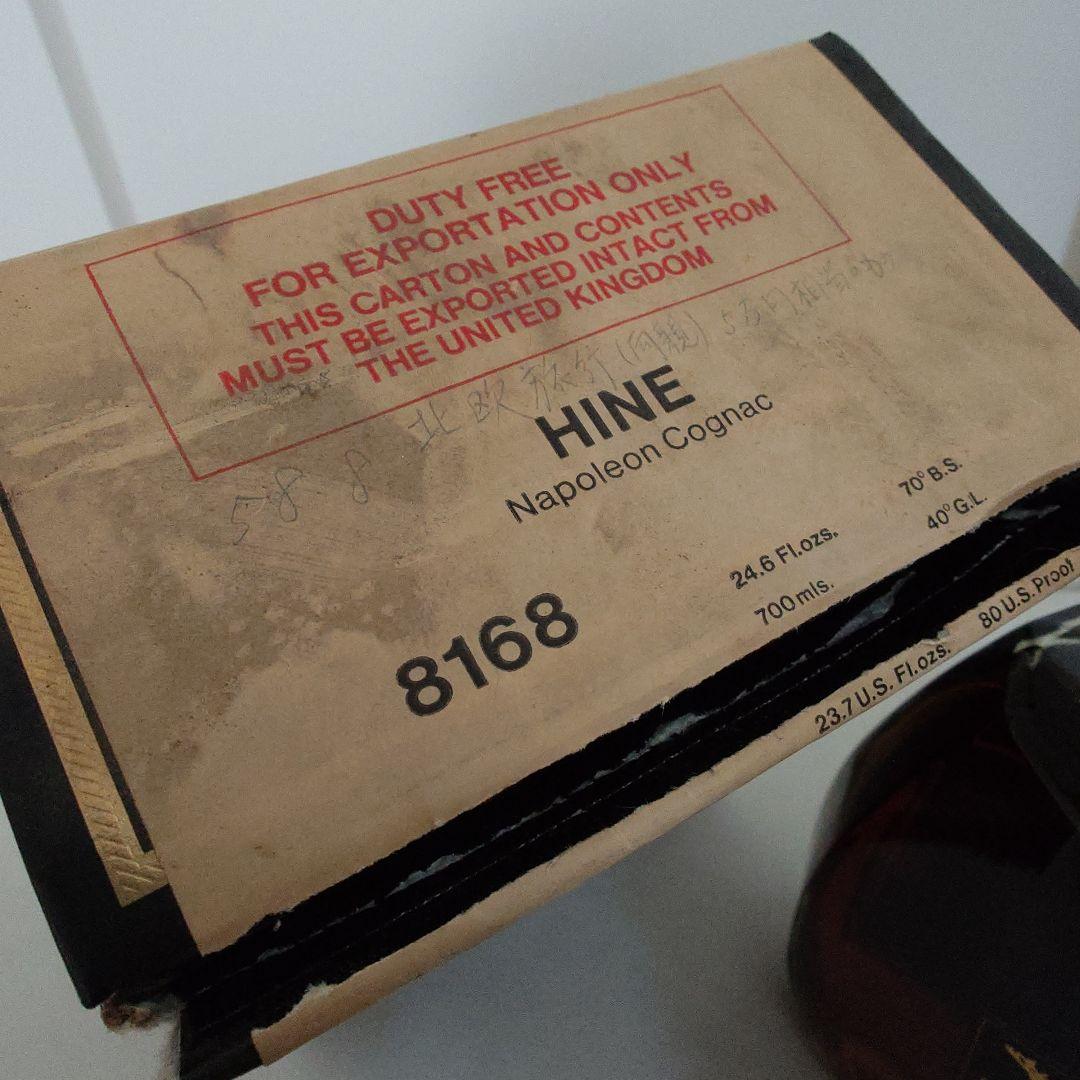 DUTY FREE
FOR EXPORTATION ONLY
THIS CARTON AND CONTENTS
MUST BE EXPORTED INTACT FROM
THE UNITED KINGDOM
58 8 北欧旅行
HINE
Napoleon Cognac
8168
24.6 Fl.ozs. 70° B.S.
700 mls. 40° G.L.
23.7 U.S. Fl.ozs. 80 U.S. Proof